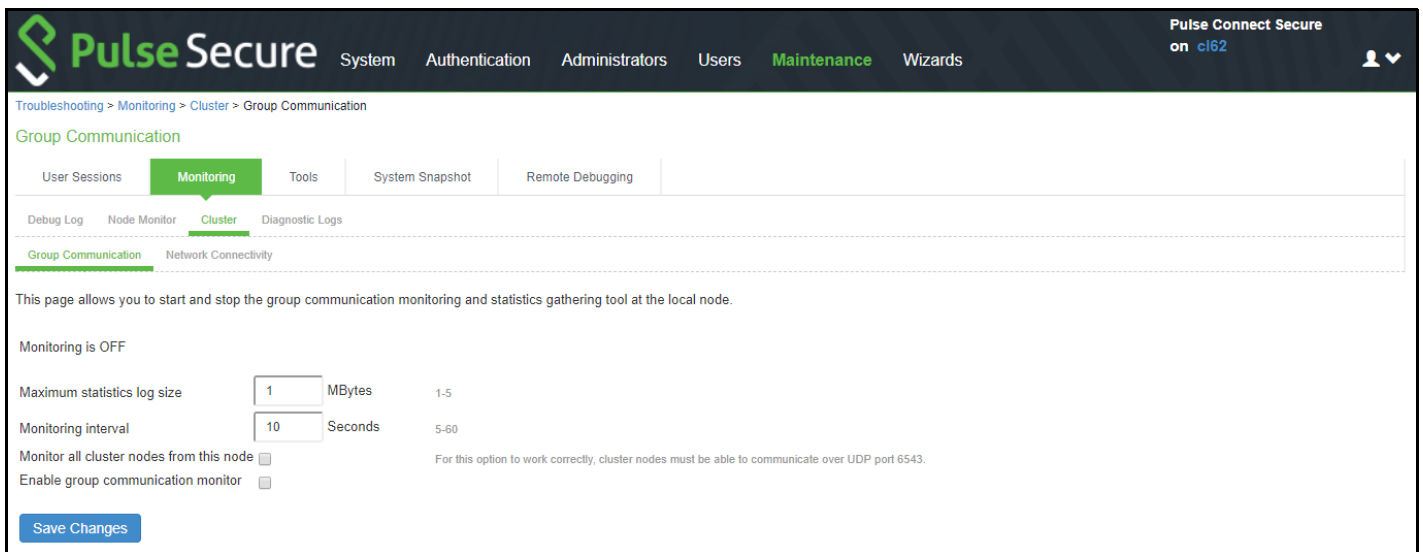 Pulse Secure
System Authentication Administrators Users Maintenance Wizards
Pulse Connect Secure
on cl62
Troubleshooting > Monitoring > Cluster > Group Communication
Group Communication
User Sessions Monitoring Tools System Snapshot Remote Debugging
Debug Log Node Monitor Cluster Diagnostic Logs
Group Communication Network Connectivity
This page allows you to start and stop the group communication monitoring and statistics gathering tool at the local node.
Monitoring is OFF
Maximum statistics log size 1 MBytes 1-5
Monitoring interval 10 Seconds 5-60
Monitor all cluster nodes from this node For this option to work correctly, cluster nodes must be able to communicate over UDP port 6543.
Enable group communication monitor
Save Changes